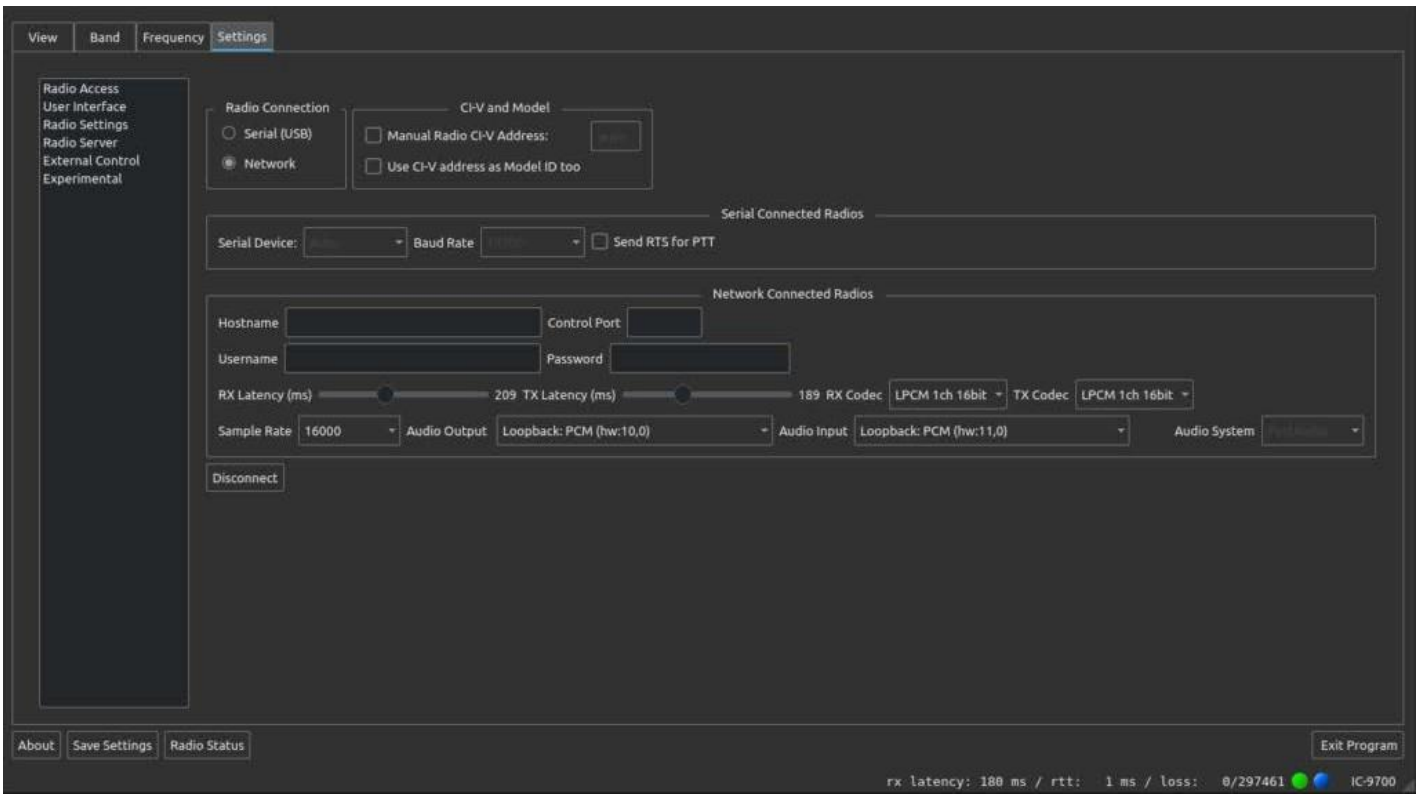 View Band Frequency Settings
Radio Access
User Interface
Radio Settings
Radio Server
External Control
Experimental
Radio Connection
Serial (USB)
Network
CI-V and Model
Manual Radio CI-V Address:
Use CI-V address as Model ID too
Serial Connected Radios
Serial Device: Baud Rate Send RTS for PTT
Network Connected Radios
Hostname Control Port
Username Password
RX Latency (ms) 209 TX Latency (ms) 189 RX Codec LPCM 1ch 16bit TX Codec LPCM 1ch 16bit
Sample Rate 16000 Audio Output Loopback: PCM (hw:10,0) Audio Input Loopback: PCM (hw:11,0) Audio System
Disconnect
About Save Settings Radio Status Exit Program
rx latency: 180 ms / rtt: 1 ms / loss: 0/297461 IC-9700